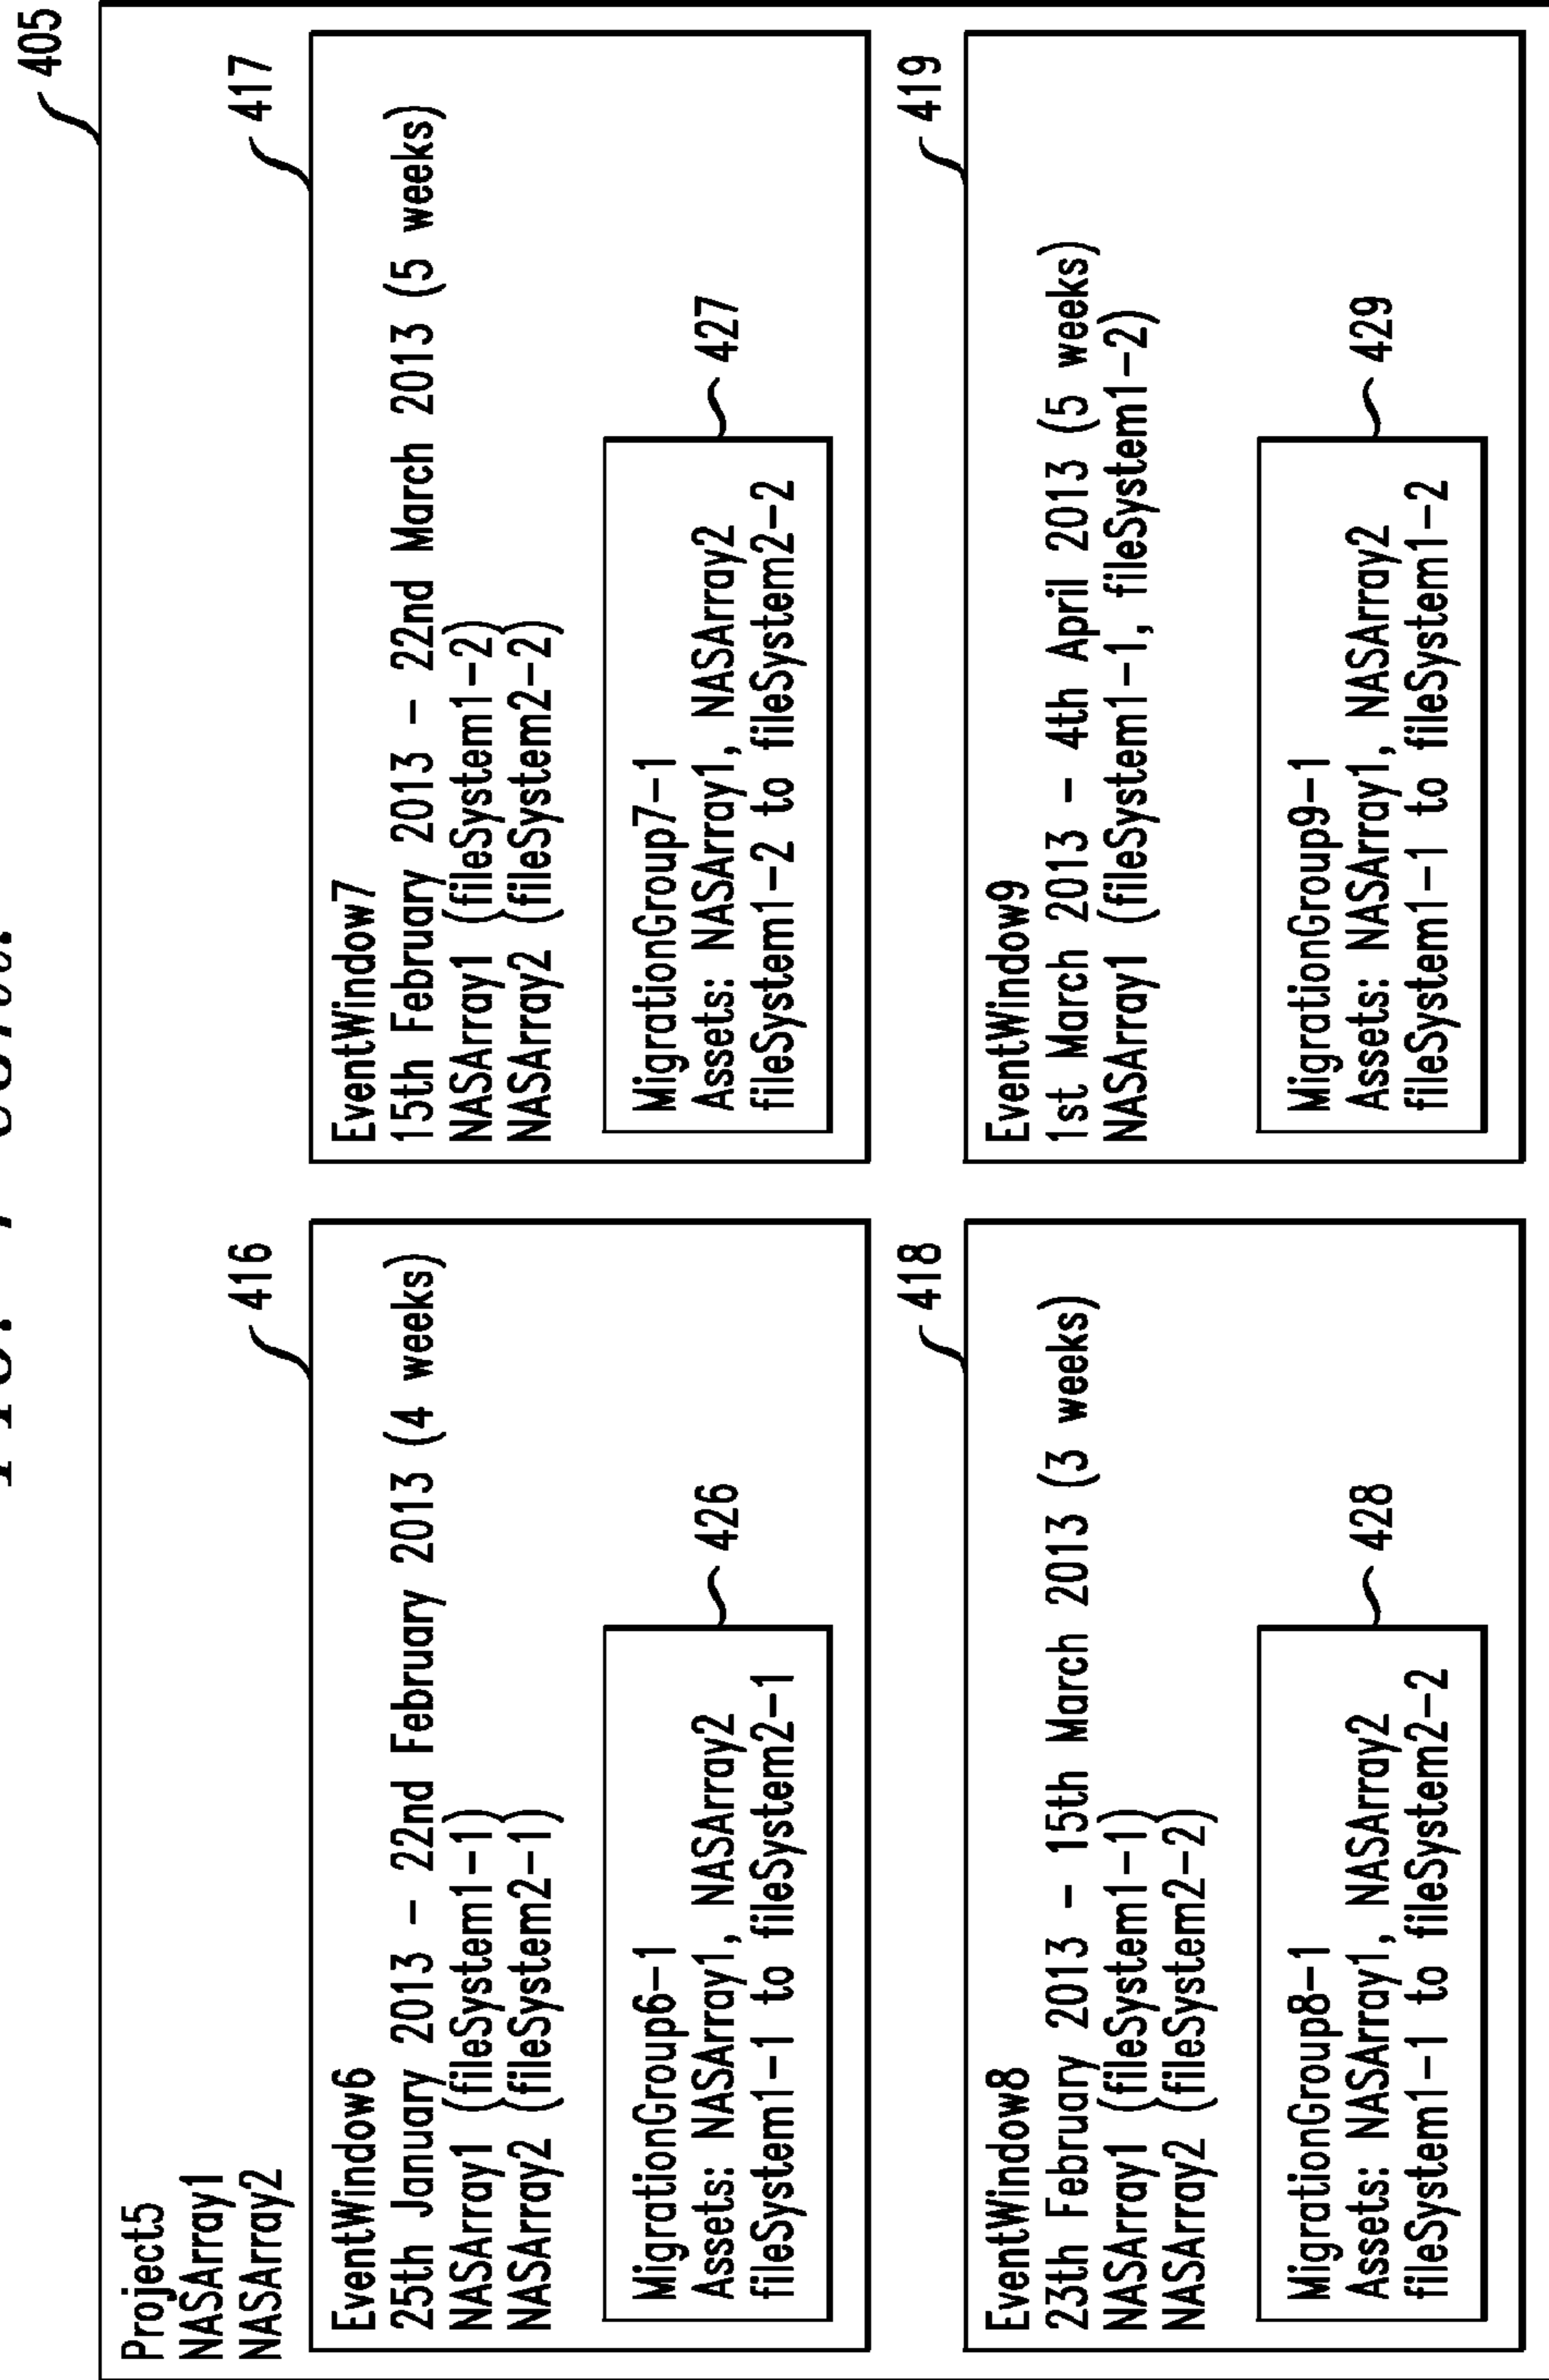 405
Project5
NASArray1
NASArray2
416
EventWindow6
25th January 2013 - 22nd February 2013 (4 weeks)
NASArray1 (fileSystem1-1)
NASArray2 (fileSystem2-1)
MigrationGroup6-1
Assets: NASArray1, NASArray2
fileSystem1-1 to fileSystem2-1
426
417
EventWindow7
15th February 2013 - 22nd March 2013 (5 weeks)
NASArray1 (fileSystem1-2)
NASArray2 (fileSystem2-2)
MigrationGroup7-1
Assets: NASArray1, NASArray2
fileSystem1-2 to fileSystem2-2
427
418
EventWindow8
23th February 2013 - 15th March 2013 (3 weeks)
NASArray1 (fileSystem1-1)
NASArray2 (fileSystem2-2)
MigrationGroup8-1
Assets: NASArray1, NASArray2
fileSystem1-1 to fileSystem2-2
428
419
EventWindow9
1st March 2013 - 4th April 2013 (5 weeks)
NASArray1 (fileSystem1-1, fileSystem1-2)
MigrationGroup9-1
Assets: NASArray1, NASArray2
fileSystem1-1 to fileSystem1-2
429